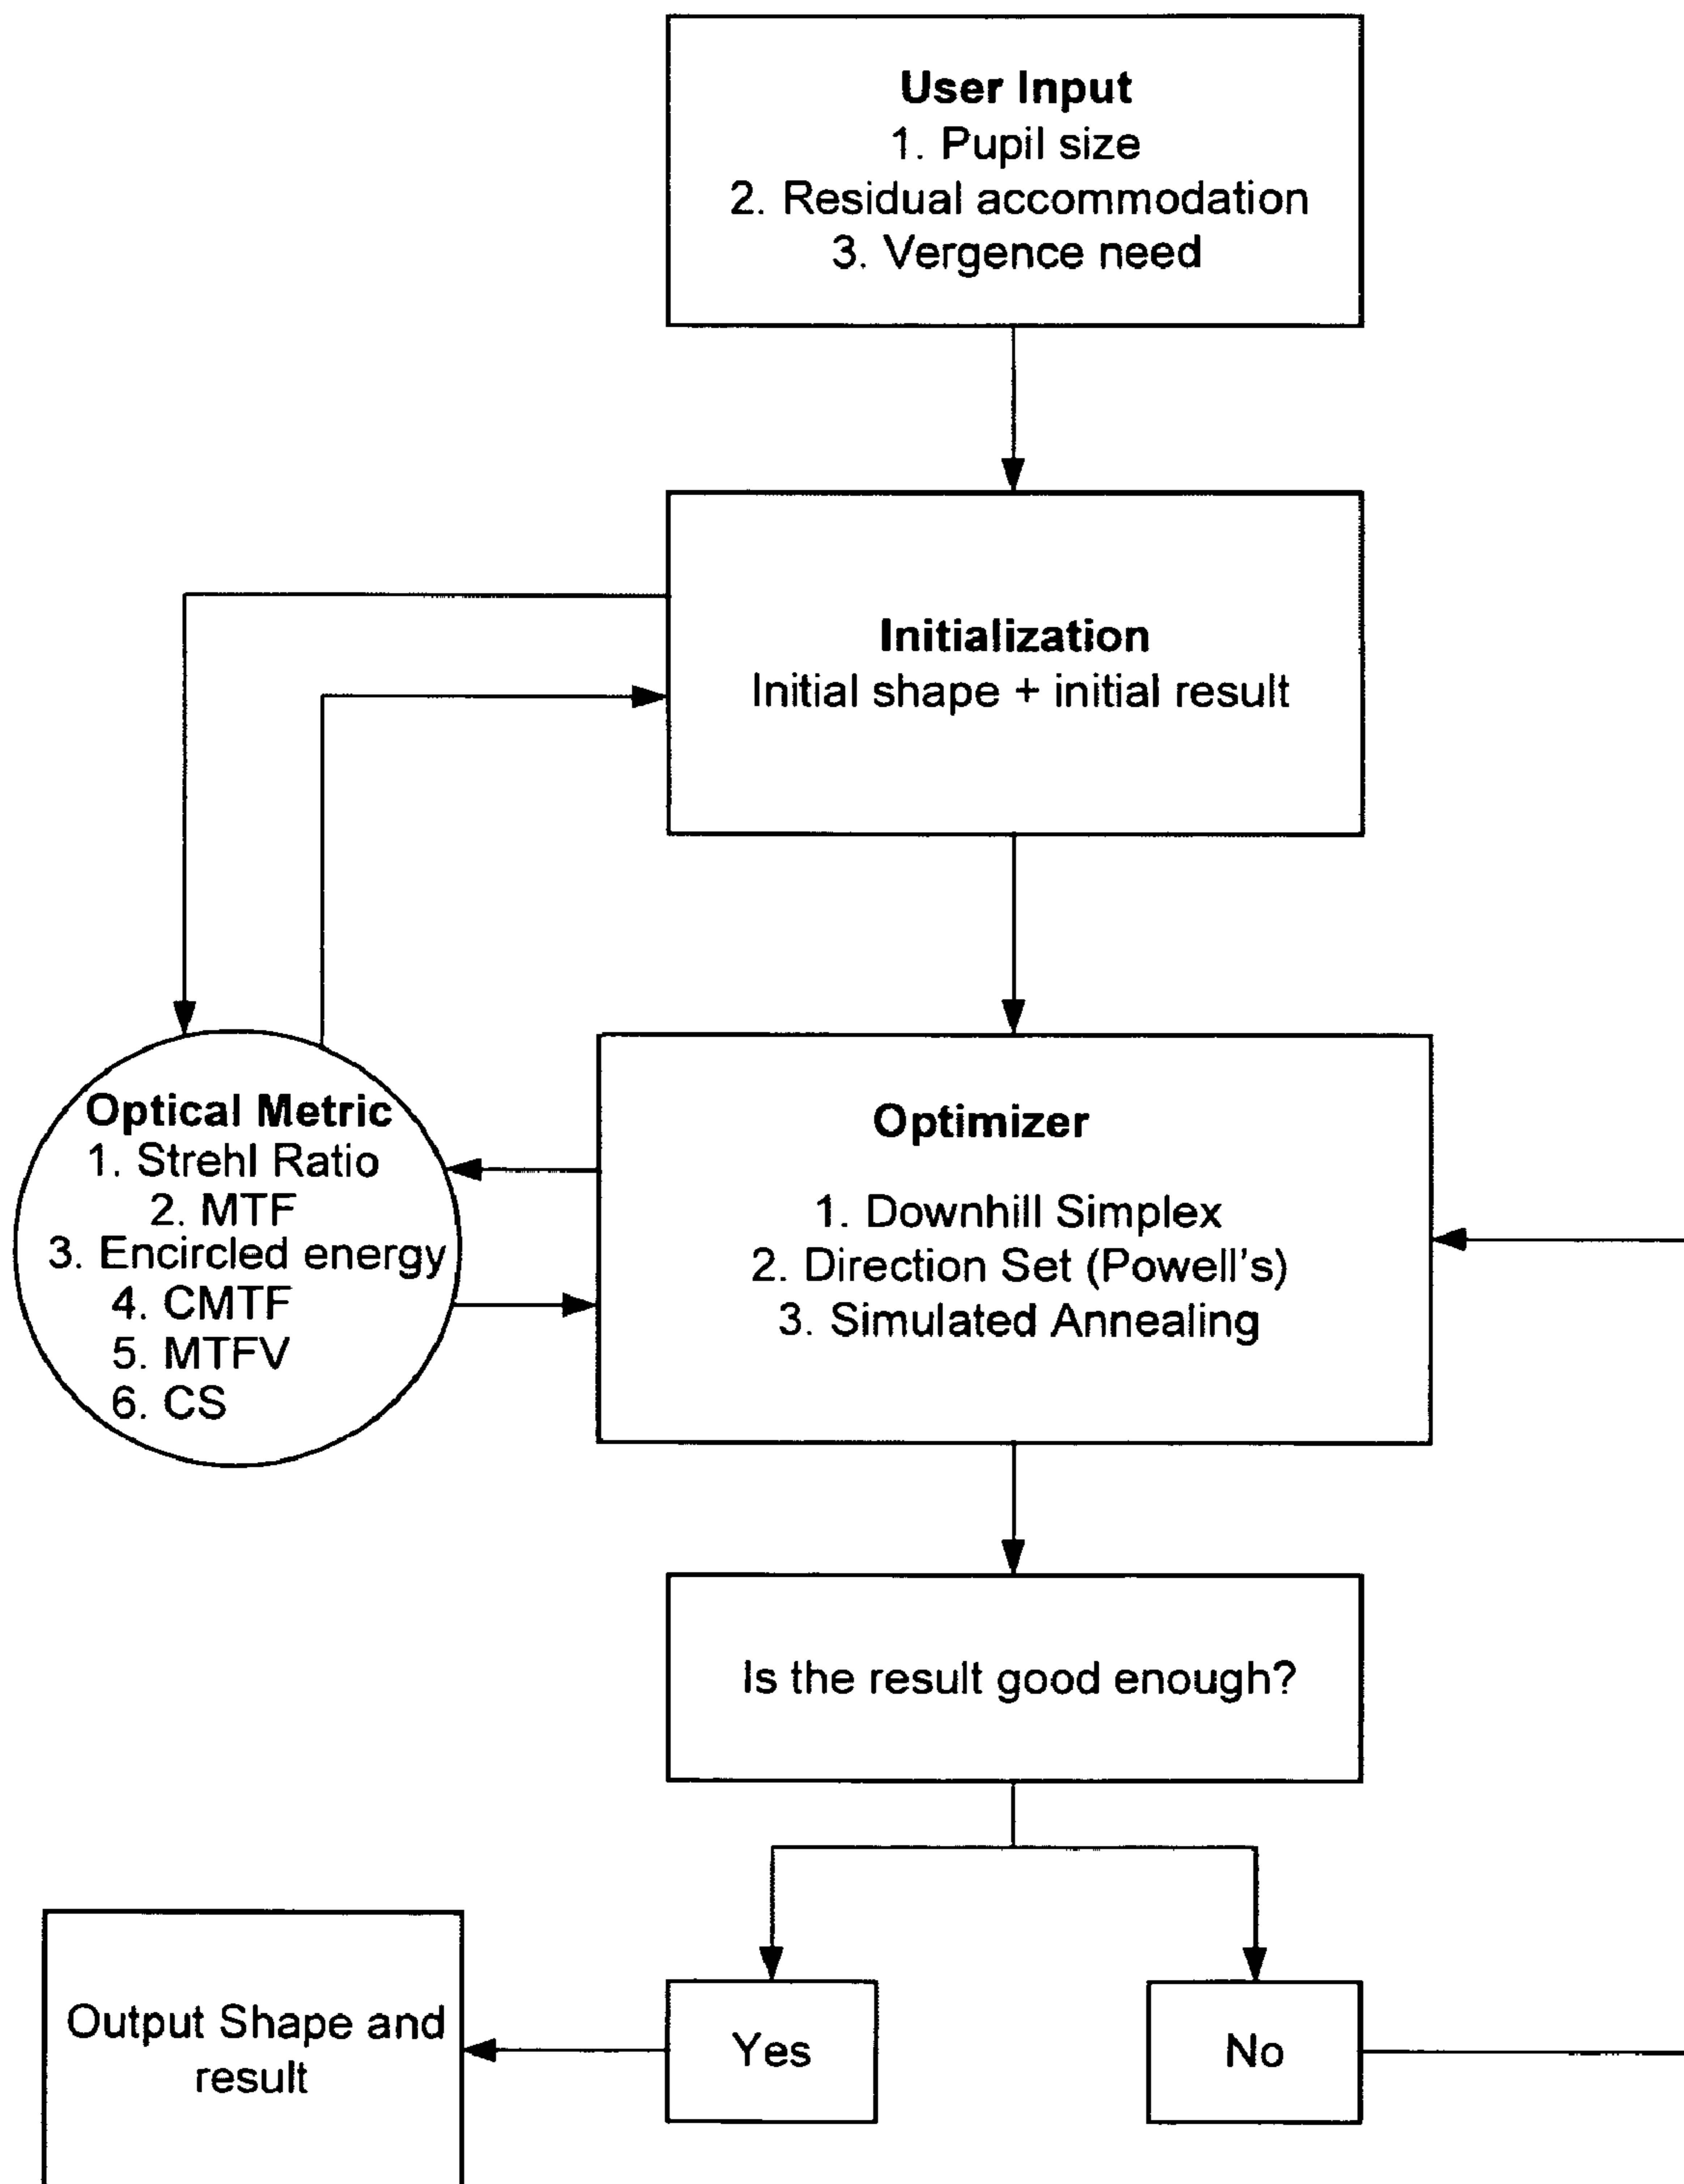 User Input
1. Pupil size
2. Residual accommodation
3. Vergence need
Initialization
Initial shape + initial result
Optical Metric
1. Strehl Ratio
2. MTF
3. Encircled energy
4. CMTF
5. MTFV
6. CS
Optimizer
1. Downhill Simplex
2. Direction Set (Powell's)
3. Simulated Annealing
Is the result good enough?
Output Shape and
result
Yes
No